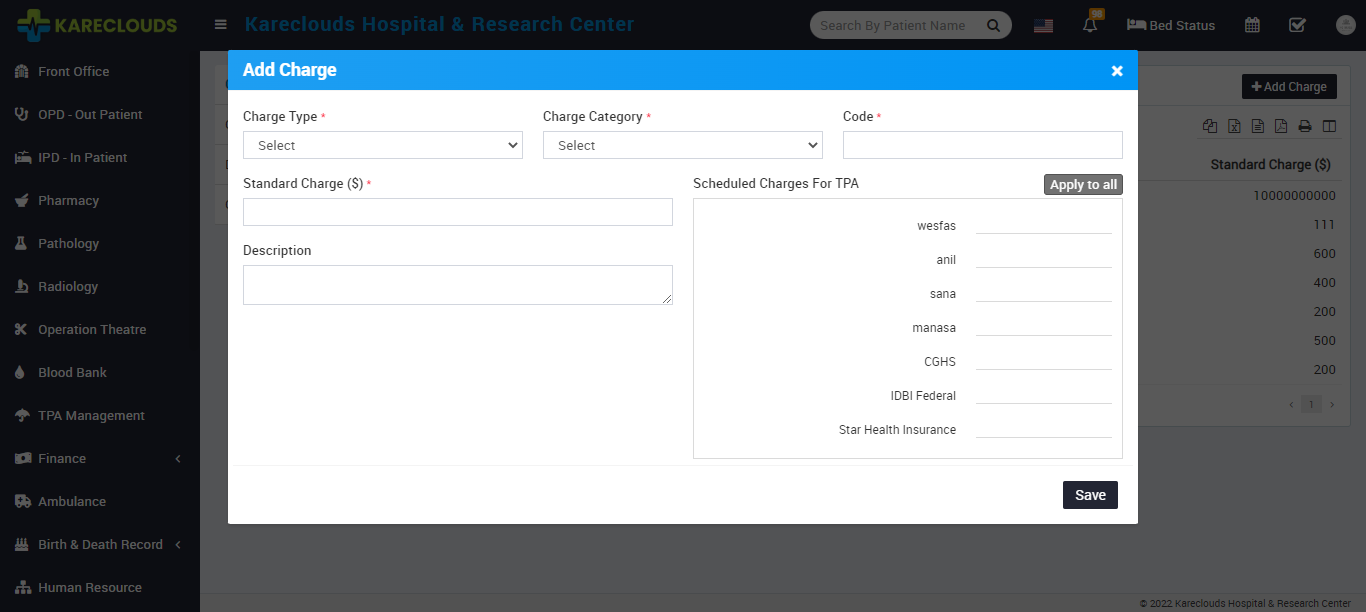 KARECLOUDS
Kareclouds Hospital & Research Center
Search By Patient Name
98
Bed Status
Front Office
OPD - Out Patient
IPD - In Patient
Pharmacy
Pathology
Radiology
Operation Theatre
Blood Bank
TPA Management
Finance
Ambulance
Birth & Death Record
Human Resource
Add Charge
Charge Type *
Select
Charge Category *
Select
Code *
Standard Charge ($) *
Description
Scheduled Charges For TPA
Apply to all
wesfas
anil
sana
manasa
CGHS
IDBI Federal
Star Health Insurance
Save
Add Charge
Standard Charge ($)
10000000000
111
600
400
200
500
200
1
© 2022 Kareclouds Hospital & Research Center